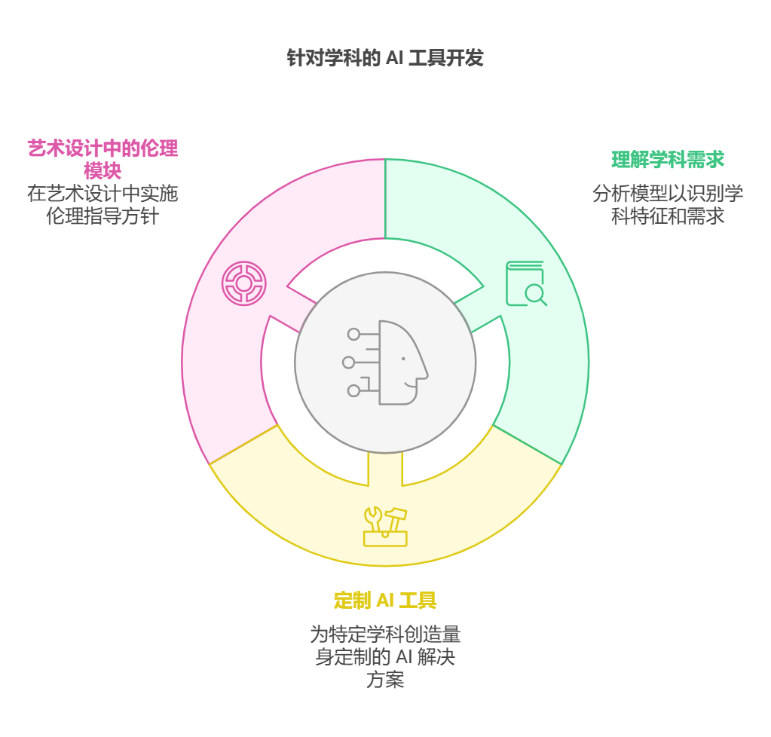 针对学科的 AI 工具开发
艺术设计中的伦理
模块
在艺术设计中实施
伦理指导方针
理解学科需求
分析模型以识别学
科特征和需求
定制 AI 工具
为特定学科创造量
身定制的 AI 解决
方案